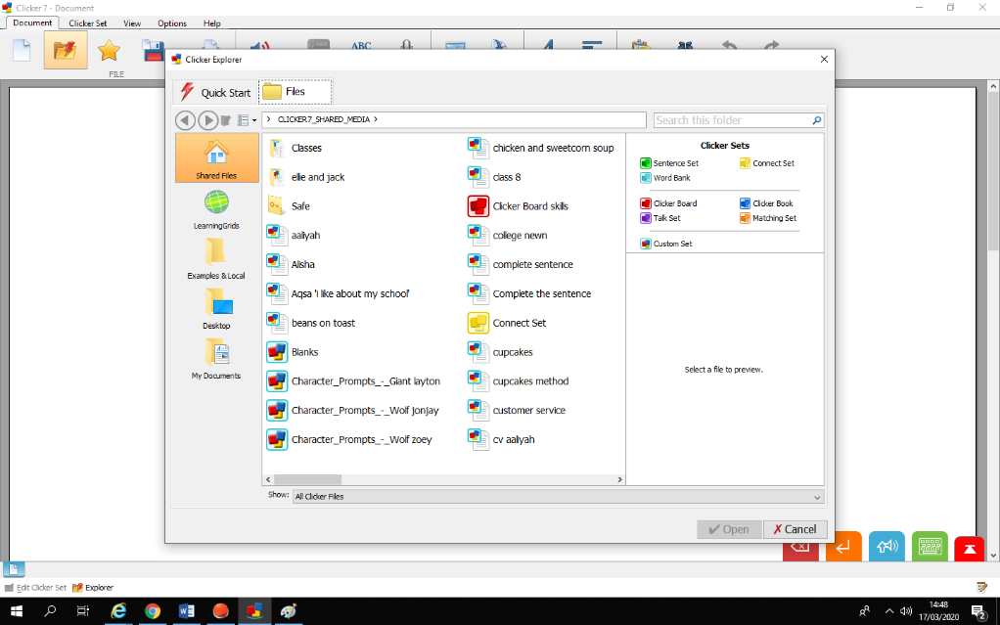 Clicker 7 - Document
Document Clicker Set View Options Help
ABC
FILE
Clicker Explorer
Quick Start Files
CLICKER7_SHARED_MEDIA
Search this folder
Shared Files
LearningGrids
Examples & Local
Desktop
My Documents
Classes
ellie and jack
Safe
aaliyah
Alisha
Aqsa 'i like about my school'
beans on toast
Blanks
Character_Prompts_-_Giant layton
Character_Prompts_-_Wolf jonjay
Character_Prompts_-_Wolf zoey
chicken and sweetcorn soup
class 8
Clicker Board skills
college newn
complete sentence
Complete the sentence
Connect Set
cupcakes
cupcakes method
customer service
cv aaliyah
Clicker Sets
Sentence Set Connect Set
Word Bank
Clicker Board Clicker Book
Talk Set Matching Set
Custom Set
Select a file to preview.
Show: All Clicker Files
Open Cancel
Edit Clicker Set Explorer
14:48
17/03/2020
2